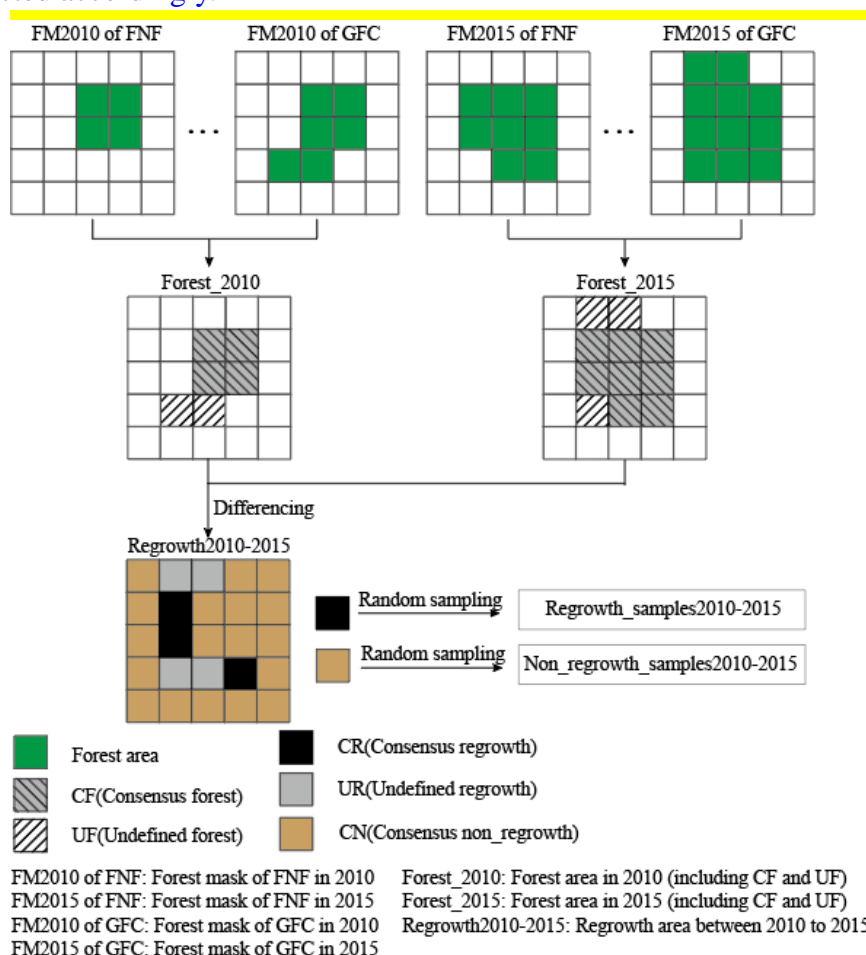 FM2010 of FNF FM2010 of GFC FM2015 of FNF FM2015 of GFC
... ...
Forest_2010 Forest_2015
Differencing
Regrowth2010-2015
Random sampling Regrowth_samples2010-2015
Random sampling Non_regrowth_samples2010-2015
Forest area CR(Consensus regrowth)
CF(Consensus forest) UR(Undefined regrowth)
UF(Undefined forest) CN(Consensus non_regrowth)
FM2010 of FNF: Forest mask of FNF in 2010 Forest_2010: Forest area in 2010 (including CF and UF)
FM2015 of FNF: Forest mask of FNF in 2015 Forest_2015: Forest area in 2015 (including CF and UF)
FM2010 of GFC: Forest mask of GFC in 2010 Regrowth2010-2015: Regrowth area between 2010 to 2015
FM2015 of GFC: Forest mask of GFC in 2015